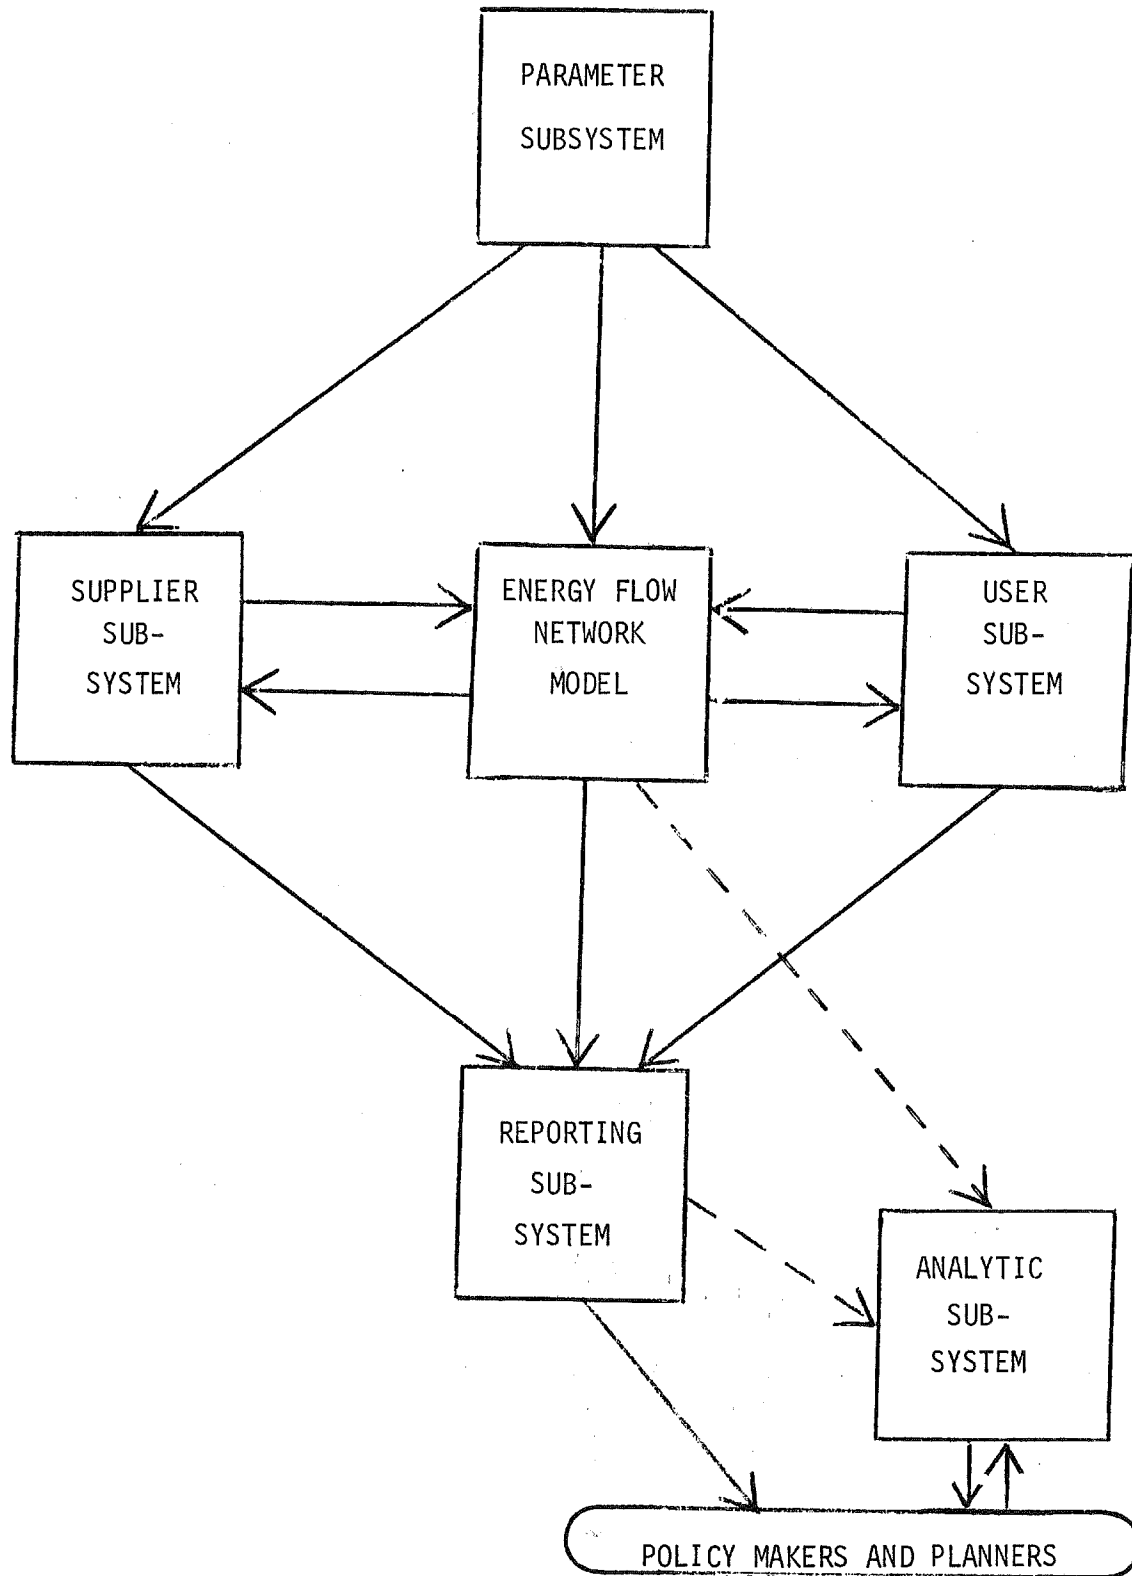 PARAMETER
SUBSYSTEM
SUPPLIER
SUB-
SYSTEM
ENERGY FLOW
NETWORK
MODEL
USER
SUB-
SYSTEM
REPORTING
SUB-
SYSTEM
ANALYTIC
SUB-
SYSTEM
POLICY MAKERS AND PLANNERS